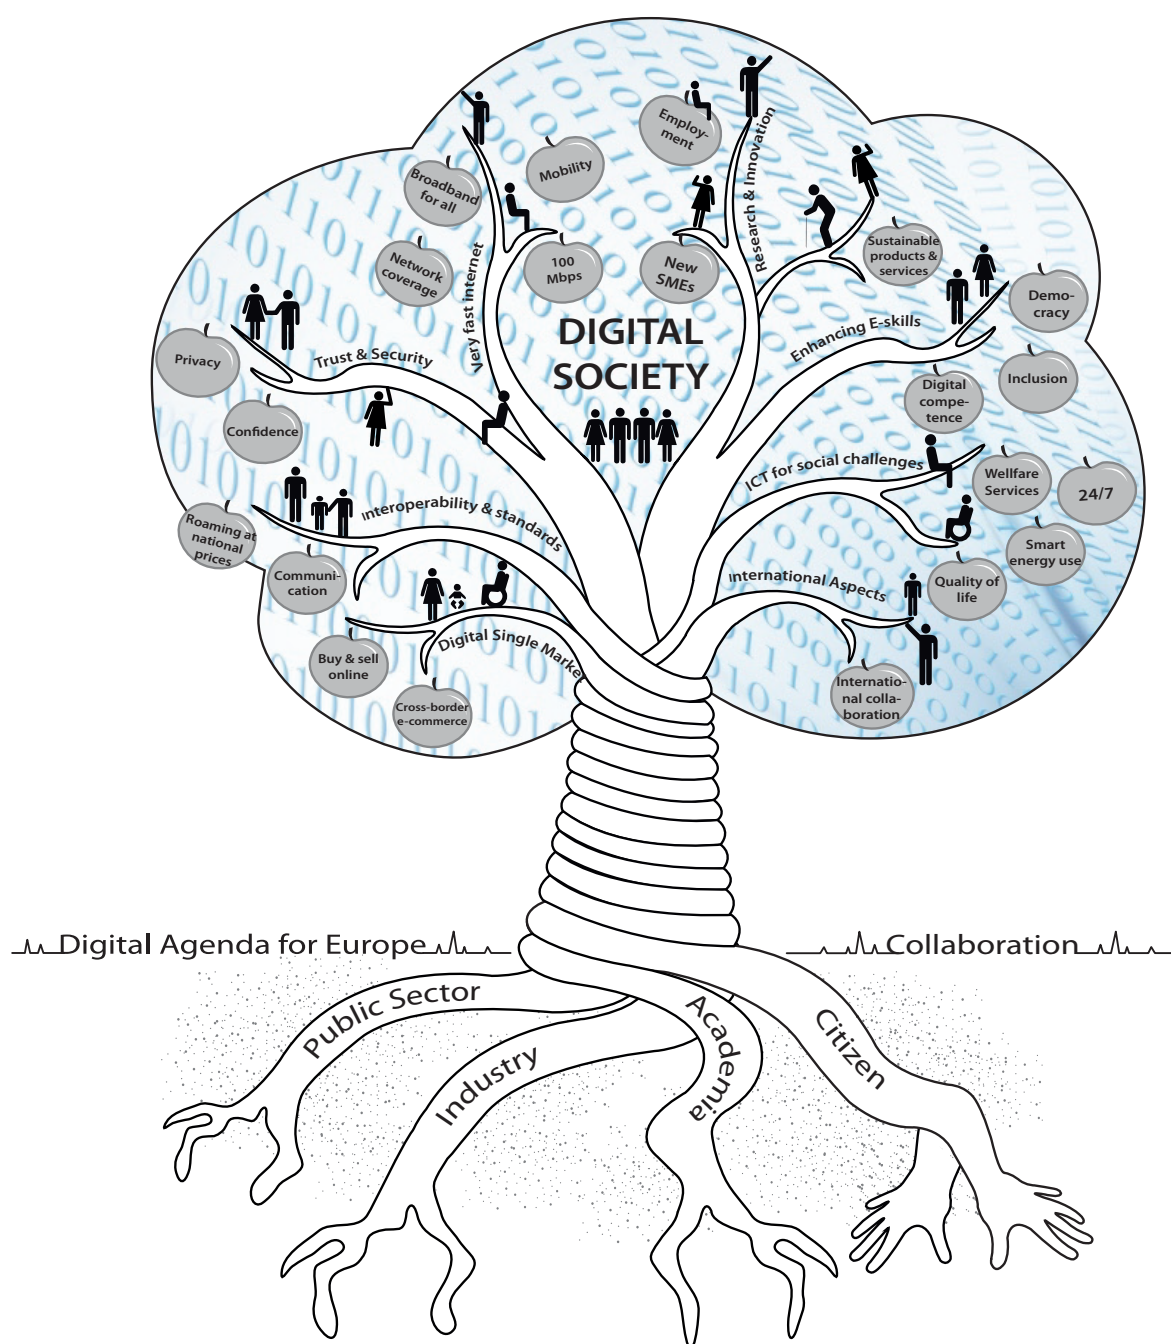 Employ-
ment
Mobility
Broadband
for all
Research & Innovation
Network
coverage
100
Mbps
New
SMEs
Sustainable
products &
services
Very fast internet
DIGITAL
SOCIETY
Demo-
cracy
Enhancing E-skills
Privacy
Trust & Security
Inclusion
Digital
compe-
tence
Confidence
ICT for social challenges
Wellfare
Services
24/7
Interoperability & standards
Roaming at
national
prices
Smart
energy use
Communi-
cation
International Aspects
Quality of
life
Digital Single Market
Buy & sell
online
Internatio-
nal colla-
boration
Cross-border
e-commerce
Digital Agenda for Europe
Collaboration
Public Sector
Industry
Academia
Citizen